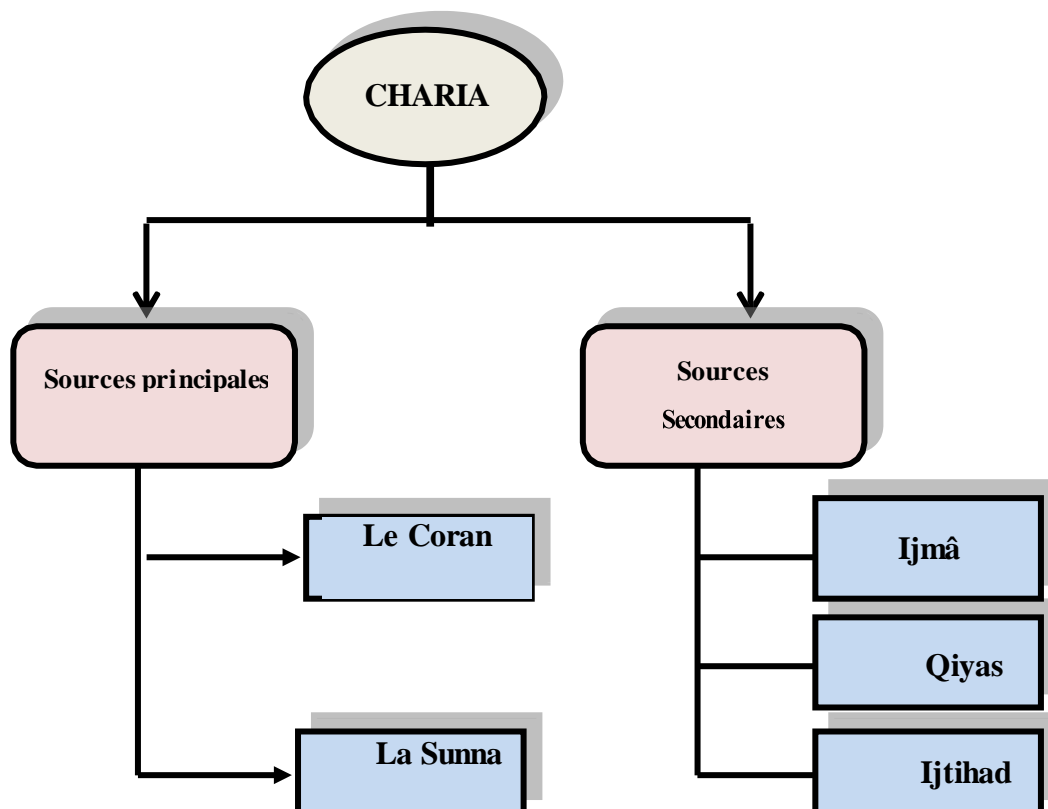 CHARIA
Sources principales
Sources
Secondaires
Le Coran
La Sunna
Ijmâ
Qiyas
Ijtihad